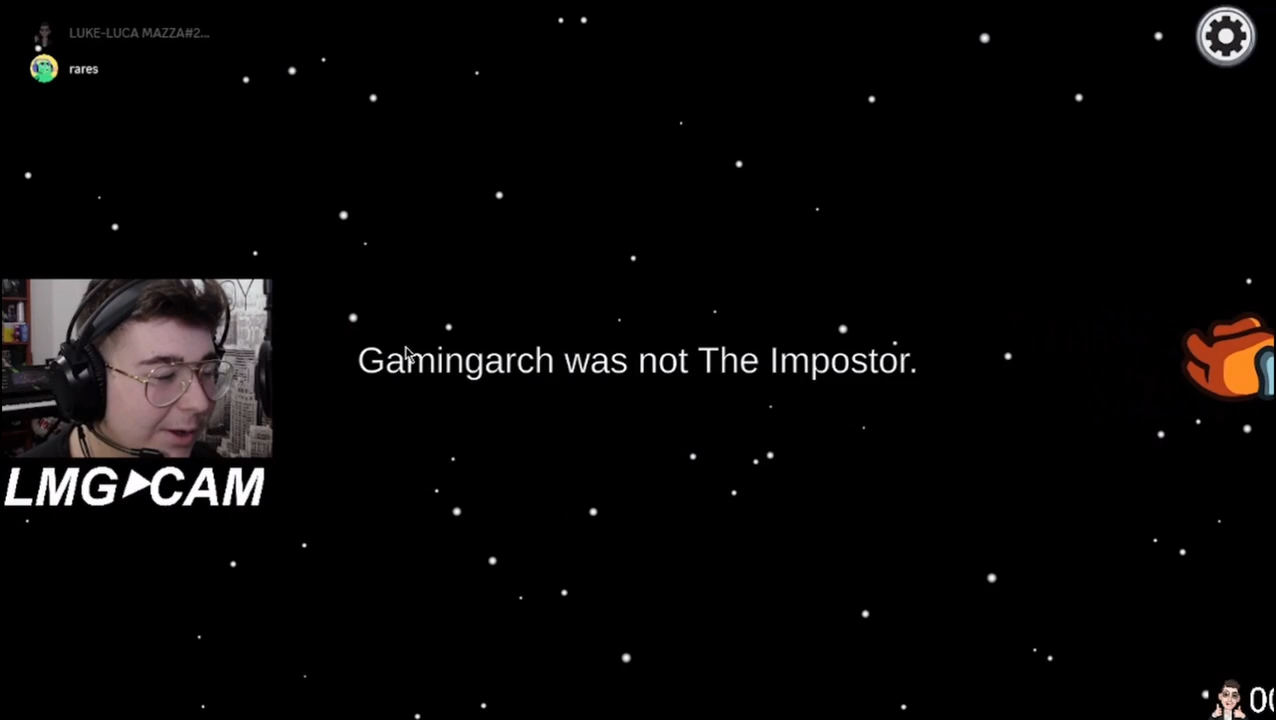 LUKE-LUCA MAZZA#2...
rares
Gamingarch was not The Impostor.
LMG CAM